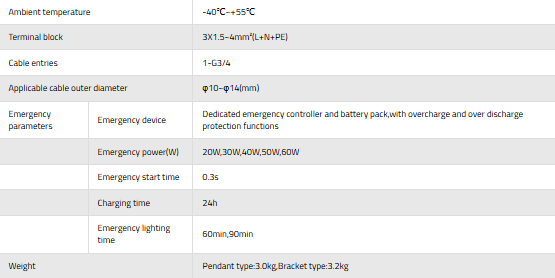 Ambient temperature -40℃~+55℃
Terminal block 3X1.5~4mm²(L+N+PE)
Cable entries 1-G3/4
Applicable cable outer diameter φ10~φ14(mm)
Emergency parameters Emergency device Dedicated emergency controller and battery pack,with overcharge and over discharge
protection functions
Emergency power(W) 20W,30W,40W,50W,60W
Emergency start time 0.3s
Charging time 24h
Emergency lighting
time 60min,90min
Weight Pendant type:3.0kg,Bracket type:3.2kg